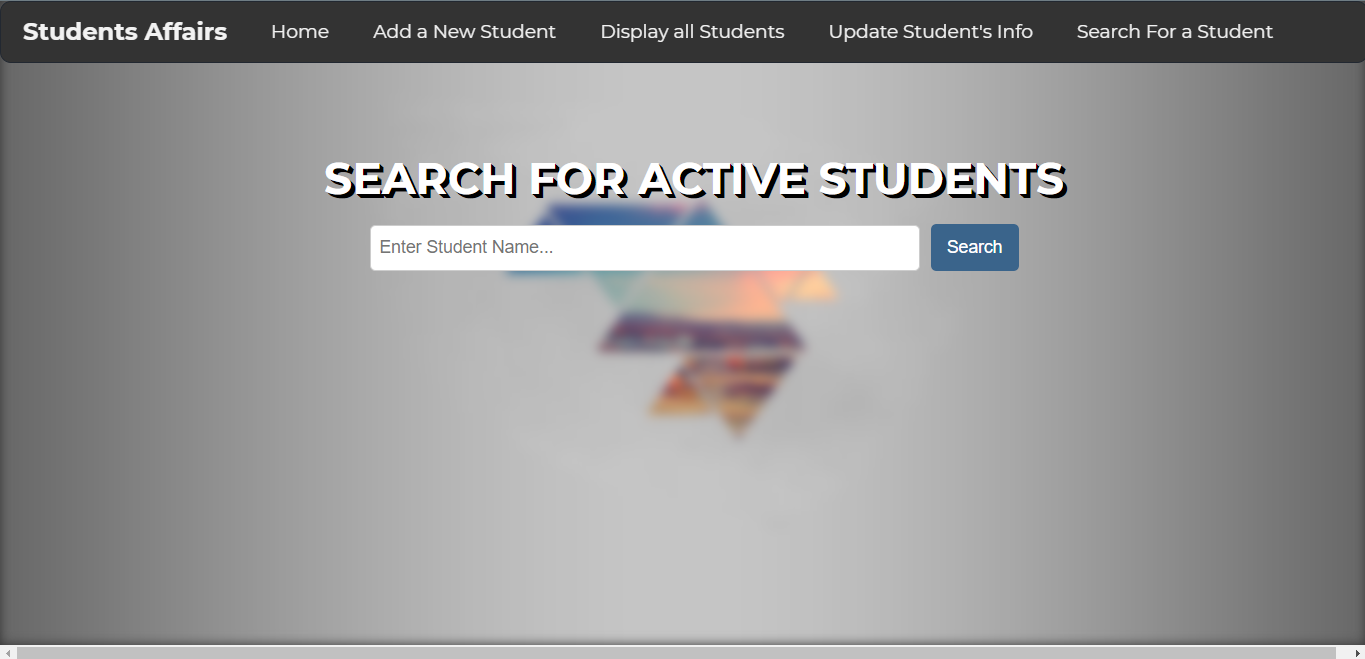 Students Affairs Home Add a New Student Display all Students Update Student's Info Search For a Student
SEARCH FOR ACTIVE STUDENTS
Enter Student Name... Search